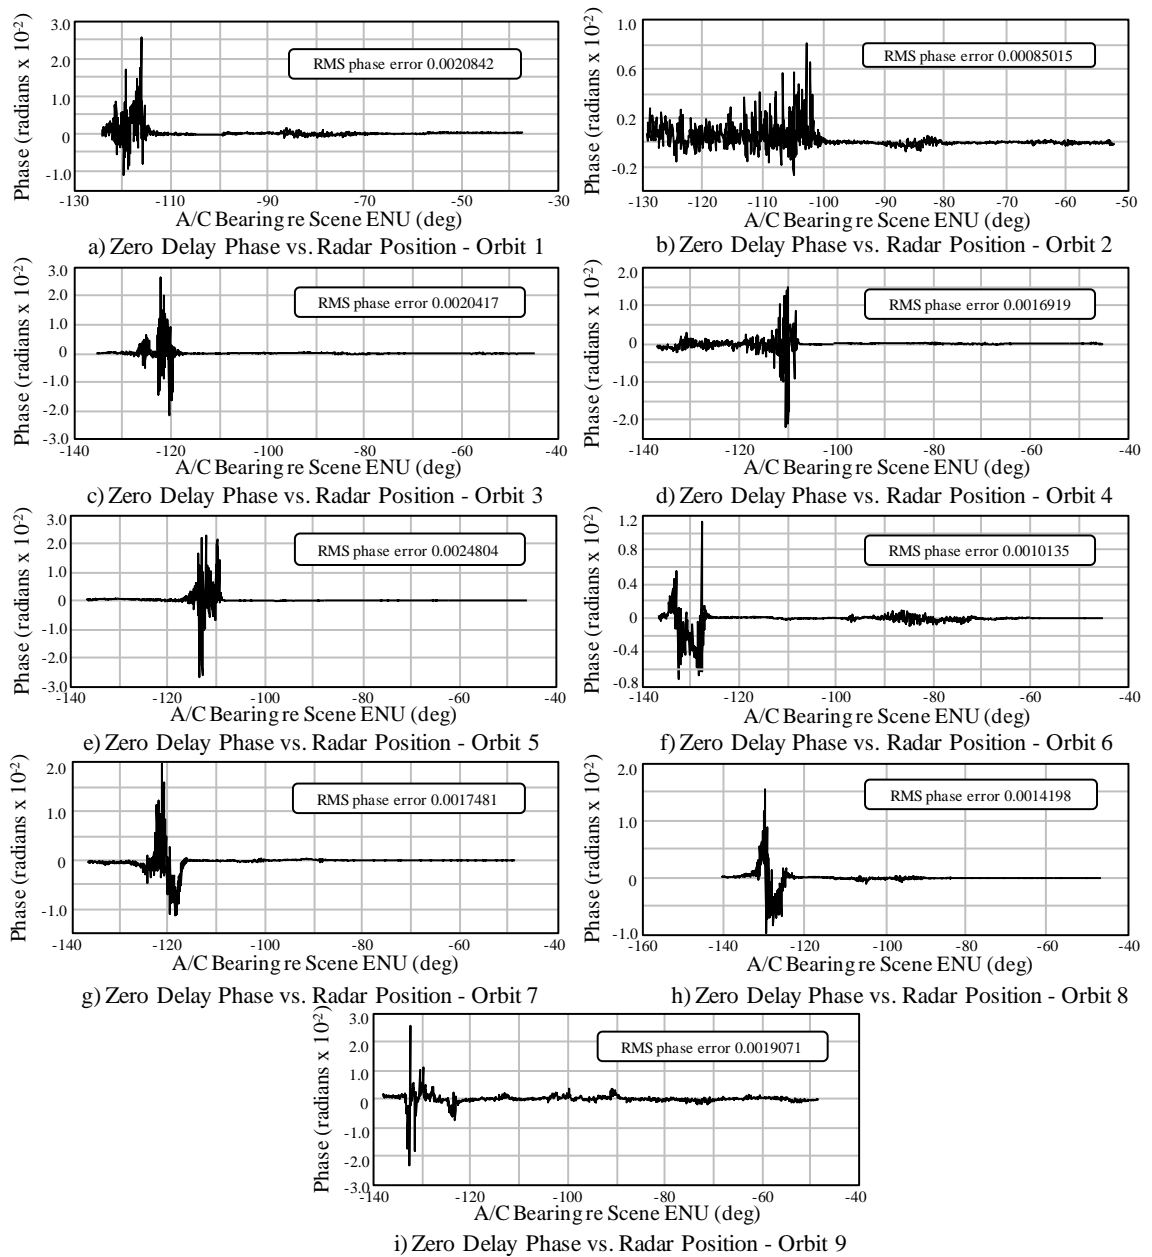 Phase (radians x 10-2)
3.0
2.0
1.0
0
-1.0
RMS phase error 0.0020842
-130 -110 -90 -70 -50 -30
A/C Bearing re Scene ENU (deg)
a) Zero Delay Phase vs. Radar Position - Orbit 1
Phase (radians x 10-2)
1.0
0.6
0.2
-0.2
RMS phase error 0.00085015
-130 -120 -110 -100 -90 -80 -70 -60 -50
A/C Bearing re Scene ENU (deg)
b) Zero Delay Phase vs. Radar Position - Orbit 2
Phase (radians x 10-2)
3.0
2.0
1.0
0
-1.0
-2.0
-3.0
RMS phase error 0.0020417
-140 -120 -100 -80 -60 -40
A/C Bearing re Scene ENU (deg)
c) Zero Delay Phase vs. Radar Position - Orbit 3
Phase (radians x 10-2)
2.0
1.0
0
-1.0
-2.0
RMS phase error 0.0016919
-140 -120 -100 -80 -60 -40
A/C Bearing re Scene ENU (deg)
d) Zero Delay Phase vs. Radar Position - Orbit 4
Phase (radians x 10-2)
3.0
2.0
1.0
0
-1.0
-2.0
-3.0
RMS phase error 0.0024804
-140 -120 -100 -80 -60 -40
A/C Bearing re Scene ENU (deg)
e) Zero Delay Phase vs. Radar Position - Orbit 5
Phase (radians x 10-2)
1.2
0.8
0.4
0
-0.4
-0.8
RMS phase error 0.0010135
-140 -120 -100 -80 -60 -40
A/C Bearing re Scene ENU (deg)
f) Zero Delay Phase vs. Radar Position - Orbit 6
Phase (radians x 10-2)
2.0
1.0
0
-1.0
RMS phase error 0.0017481
-140 -120 -100 -80 -60 -40
A/C Bearing re Scene ENU (deg)
g) Zero Delay Phase vs. Radar Position - Orbit 7
Phase (radians x 10-2)
2.0
1.0
0
-1.0
RMS phase error 0.0014198
-160 -140 -120 -100 -80 -60 -40
A/C Bearing re Scene ENU (deg)
h) Zero Delay Phase vs. Radar Position - Orbit 8
Phase (radians x 10-2)
3.0
2.0
1.0
0
-1.0
-2.0
-3.0
RMS phase error 0.0019071
-140 -120 -100 -80 -60 -40
A/C Bearing re Scene ENU (deg)
i) Zero Delay Phase vs. Radar Position - Orbit 9